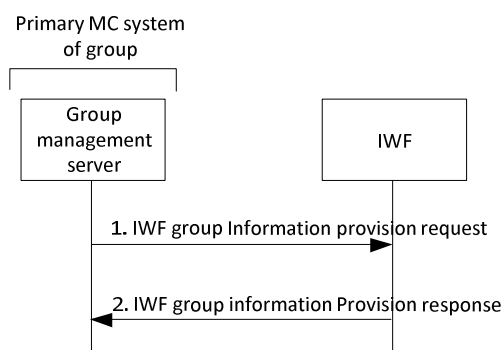 Primary MC system
of group
Group
management
server
IWF
1. IWF group Information provision request
2. IWF group information Provision response